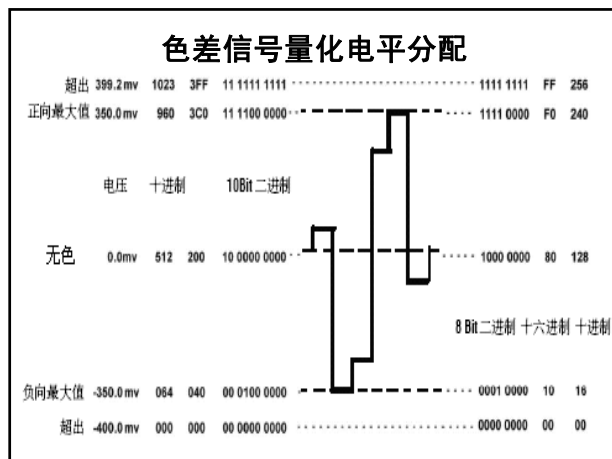 色差信号量化电平分配
超出 399.2mv 1023 3FF 11 1111 1111 1111 1111 FF 256
正向最大值 350.0mv 960 3C0 11 1100 0000 1111 0000 F0 240
电压 十进制 10Bit 二进制
无色 0.0mv 512 200 10 0000 0000 1000 0000 80 128
8 Bit 二进制 十六进制 十进制
负向最大值 -350.0mv 064 040 00 0100 0000 0001 0000 10 16
超出 -400.0mv 000 000 00 0000 0000 0000 0000 00 00